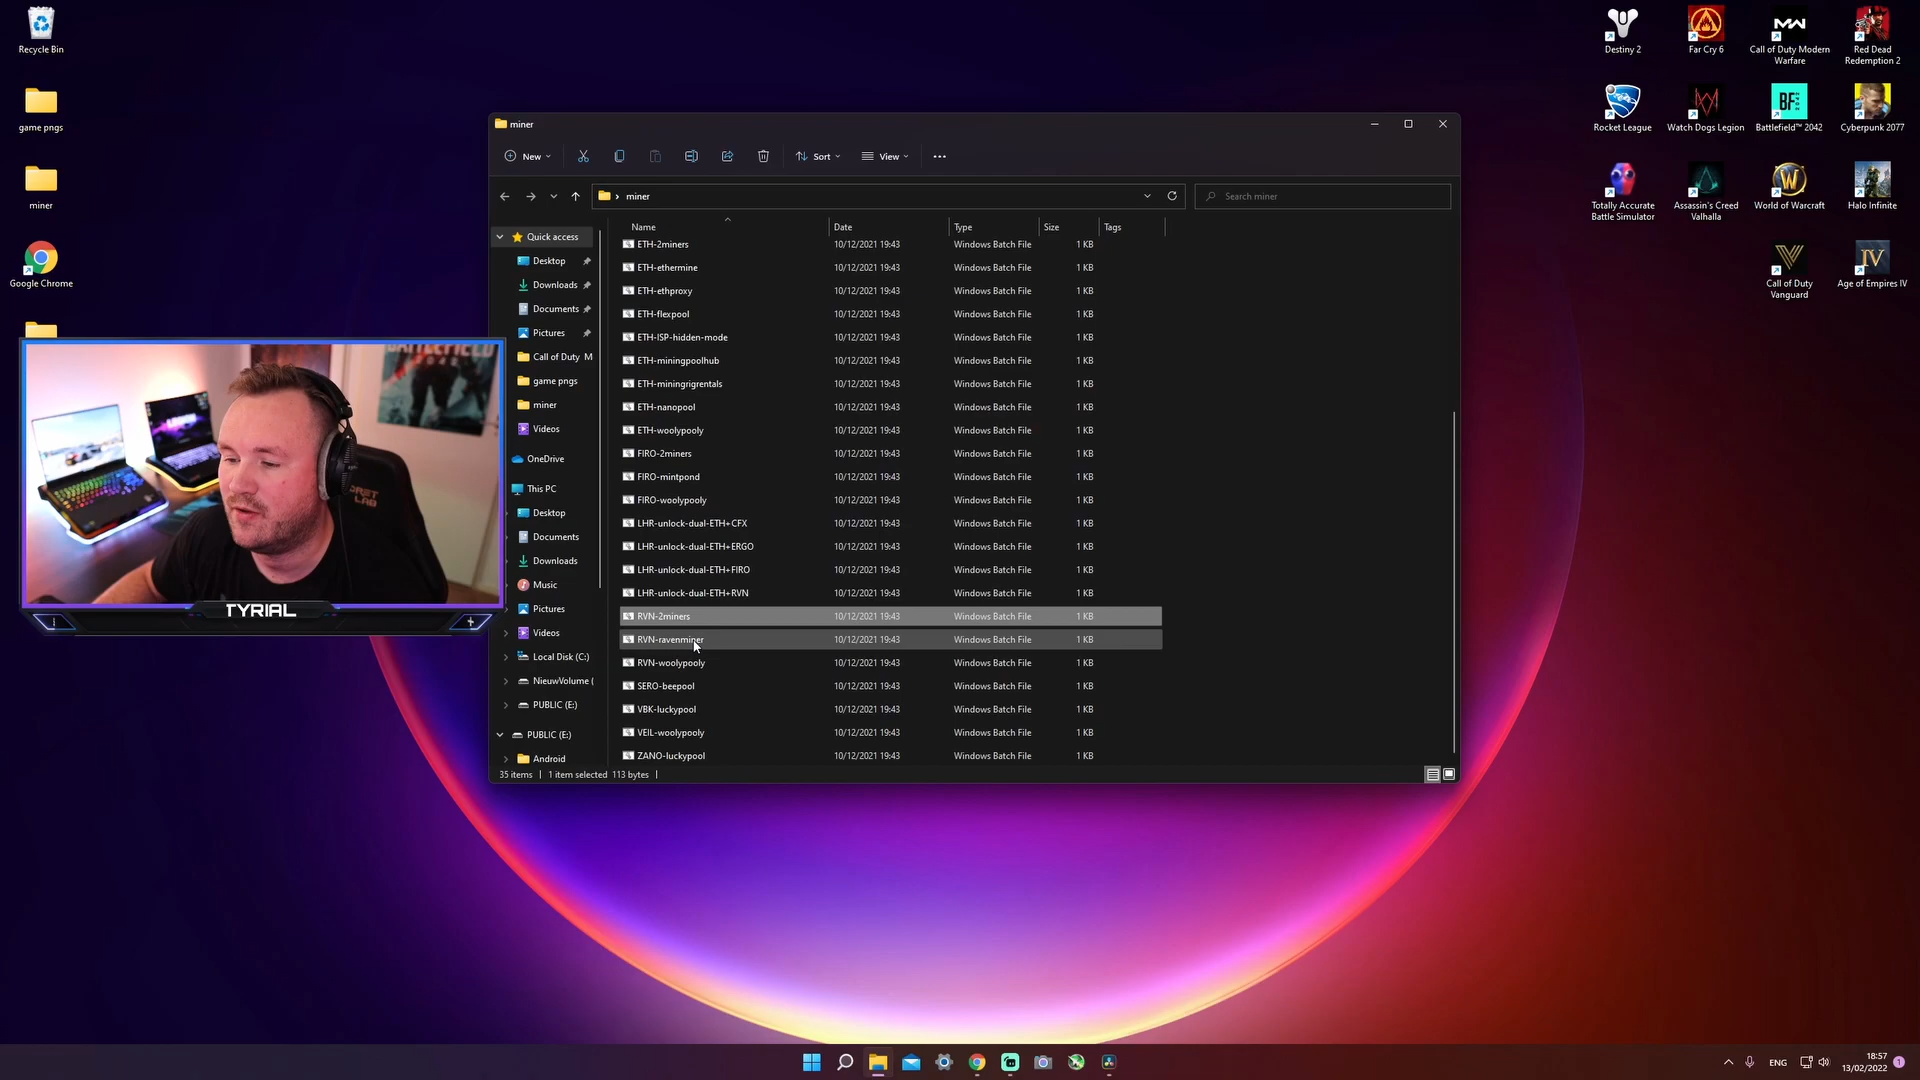 Recycle Bin
game pngs
miner
Google Chrome
Destiny 2
Far Cry 6
Call of Duty Modern
Warfare
Red Dead
Redemption 2
Rocket League
Watch Dogs Legion
Battlefield™ 2042
Cyberpunk 2077
Totally Accurate
Battle Simulator
Assassin's Creed
Valhalla
World of Warcraft
Halo Infinite
Call of Duty
Vanguard
Age of Empires IV
miner
New
Sort
View
miner
Search miner
Name Date Type Size Tags
Quick access
Desktop
Downloads
Documents
Pictures
Call of Duty M
game pngs
miner
Videos
OneDrive
This PC
Desktop
Documents
Downloads
Music
Pictures
Videos
Local Disk (C:)
NieuwVolume (
PUBLIC (E:)
PUBLIC (E:)
Android
ETH-2miners 10/12/2021 19:43 Windows Batch File 1 KB
ETH-ethermine 10/12/2021 19:43 Windows Batch File 1 KB
ETH-ethproxy 10/12/2021 19:43 Windows Batch File 1 KB
ETH-flexpool 10/12/2021 19:43 Windows Batch File 1 KB
ETH-ISP-hidden-mode 10/12/2021 19:43 Windows Batch File 1 KB
ETH-miningpoolhub 10/12/2021 19:43 Windows Batch File 1 KB
ETH-miningrigrentals 10/12/2021 19:43 Windows Batch File 1 KB
ETH-nanopool 10/12/2021 19:43 Windows Batch File 1 KB
ETH-woolypooly 10/12/2021 19:43 Windows Batch File 1 KB
FIRO-2miners 10/12/2021 19:43 Windows Batch File 1 KB
FIRO-mintpond 10/12/2021 19:43 Windows Batch File 1 KB
FIRO-woolypooly 10/12/2021 19:43 Windows Batch File 1 KB
LHR-unlock-dual-ETH+CFX 10/12/2021 19:43 Windows Batch File 1 KB
LHR-unlock-dual-ETH+ERGO 10/12/2021 19:43 Windows Batch File 1 KB
LHR-unlock-dual-ETH+FIRO 10/12/2021 19:43 Windows Batch File 1 KB
LHR-unlock-dual-ETH+RVN 10/12/2021 19:43 Windows Batch File 1 KB
RVN-2miners 10/12/2021 19:43 Windows Batch File 1 KB
RVN-ravenminer 10/12/2021 19:43 Windows Batch File 1 KB
RVN-woolypooly 10/12/2021 19:43 Windows Batch File 1 KB
SERO-beepool 10/12/2021 19:43 Windows Batch File 1 KB
VBK-luckypool 10/12/2021 19:43 Windows Batch File 1 KB
VEIL-woolypooly 10/12/2021 19:43 Windows Batch File 1 KB
ZANO-luckypool 10/12/2021 19:43 Windows Batch File 1 KB
35 items 1 item selected 113 bytes
TYRIAL
ENG
18:57
13/02/2022
1